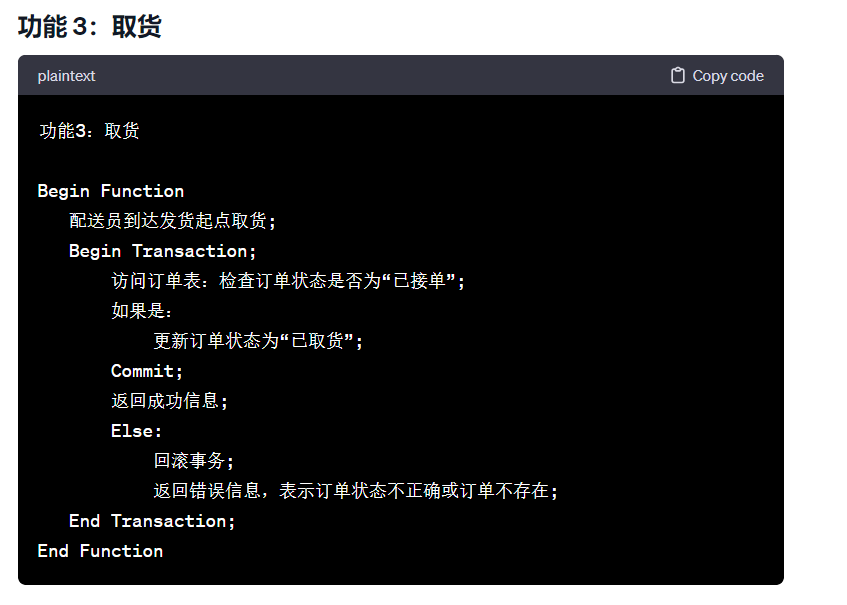 功能 3：取货
plaintext Copy code
功能3：取货
Begin Function
配送员到达发货起点取货;
Begin Transaction;
访问订单表：检查订单状态是否为“已接单”;
如果是：
更新订单状态为“已取货”;
Commit;
返回成功信息;
Else:
回滚事务;
返回错误信息，表示订单状态不正确或订单不存在;
End Transaction;
End Function